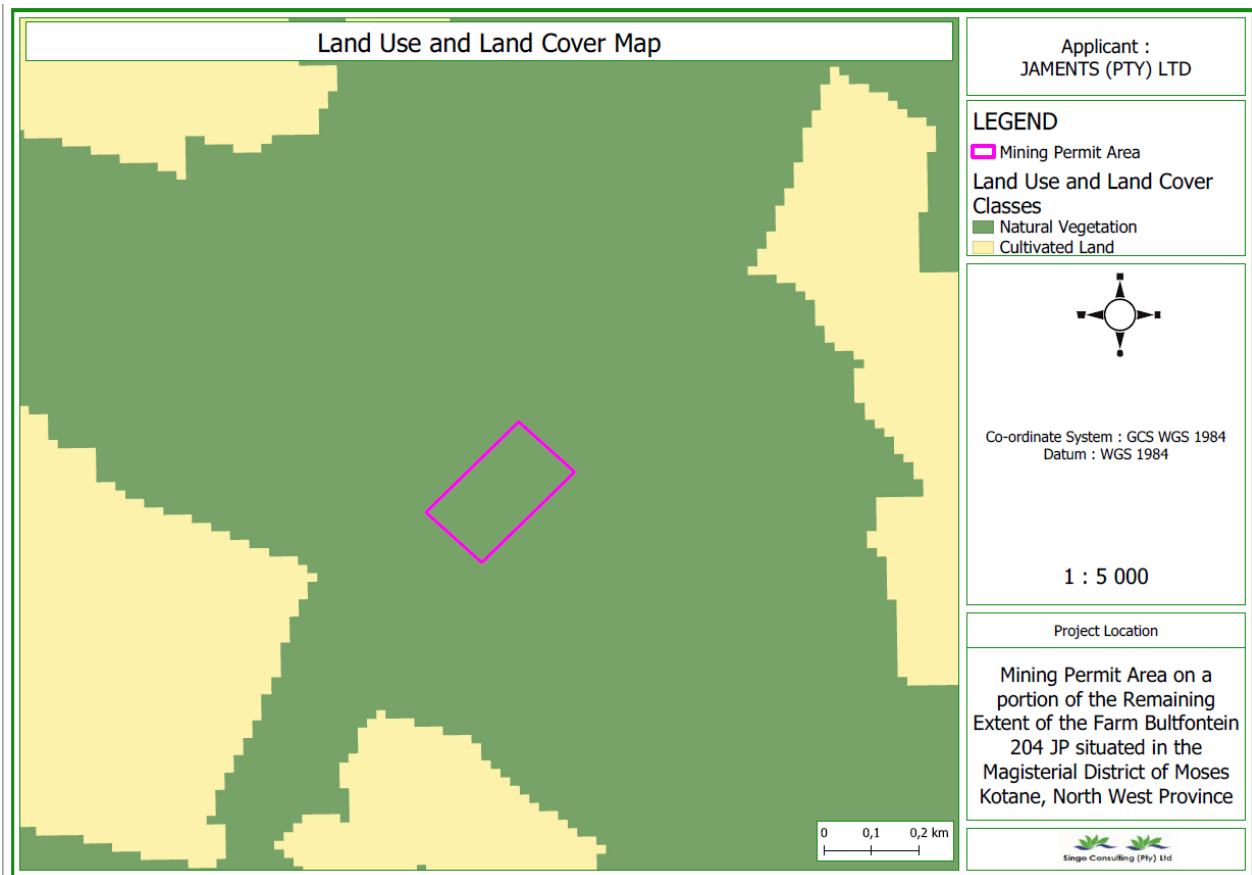 Land Use and Land Cover Map
Applicant :
JAMENTS (PTY) LTD
LEGEND
Mining Permit Area
Land Use and Land Cover
Classes
Natural Vegetation
Cultivated Land
Co-ordinate System : GCS WGS 1984
Datum : WGS 1984
1 : 5 000
Project Location
Mining Permit Area on a
portion of the Remaining
Extent of the Farm Bultfontein
204 JP situated in the
Magisterial District of Moses
Kotane, North West Province
0 0,1 0,2 km
Singo Consulting (Pty) Ltd